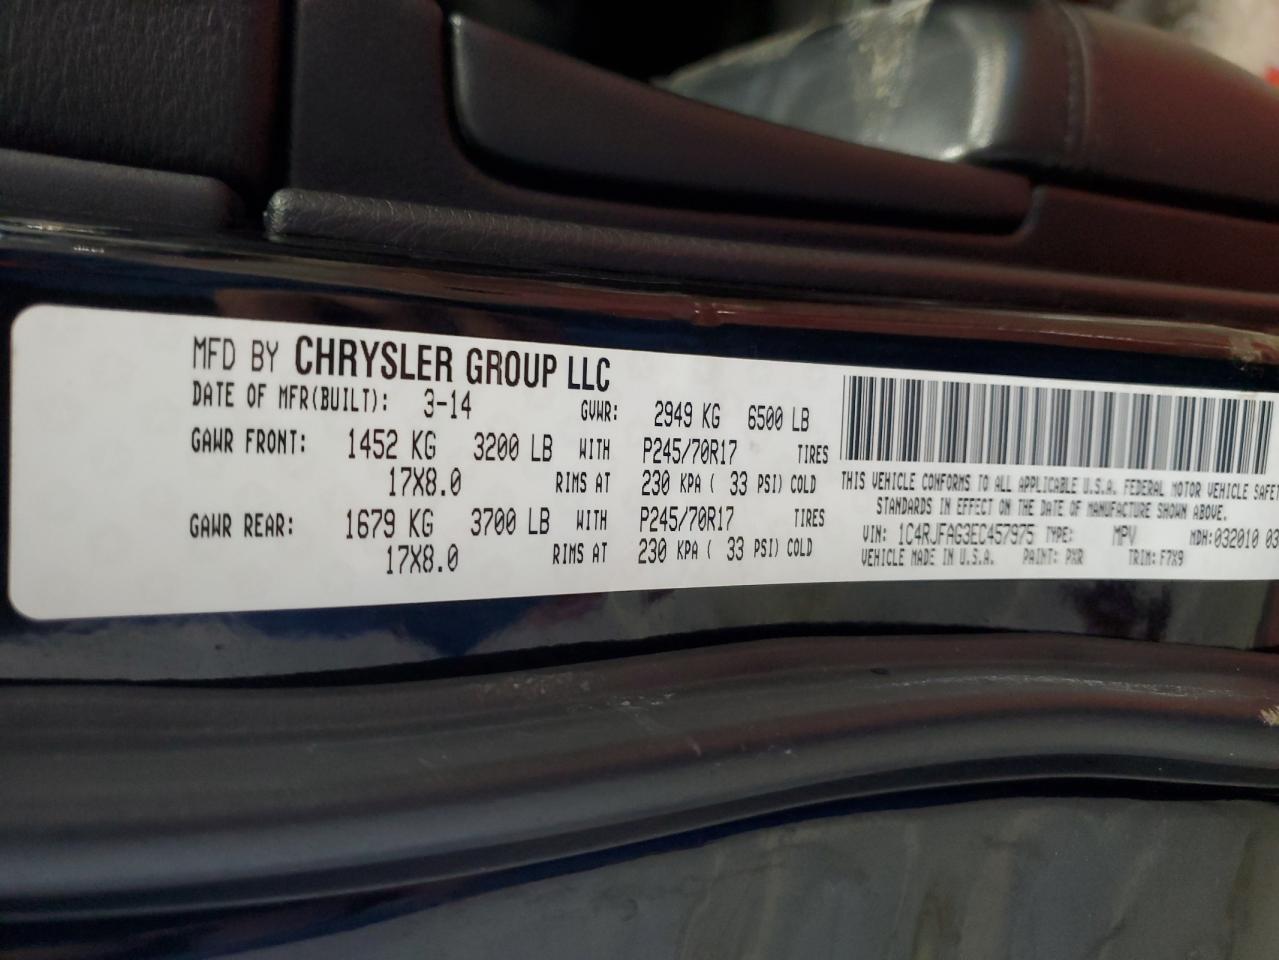 MFD BY CHRYSLER GROUP LLC
DATE OF MFR(BUILT): 3-14 GVWR: 2949 KG 6500 LB
GAWR FRONT: 1452 KG 3200 LB WITH P245/70R17 TIRES
17X8.0 RIMS AT 230 KPA ( 33 PSI) COLD
GAWR REAR: 1679 KG 3700 LB WITH P245/70R17 TIRES
17X8.0 RIMS AT 230 KPA ( 33 PSI) COLD
THIS VEHICLE CONFORMS TO ALL APPLICABLE U.S.A. FEDERAL MOTOR VEHICLE SAFET
STANDARDS IN EFFECT ON THE DATE OF MANUFACTURE SHOWN ABOVE.
VIN: 1C4RJFAG3EC457975 TYPE: MPV MDH:032010 03
VEHICLE MADE IN U.S.A. PAINT: PXR TRIM: F7X9